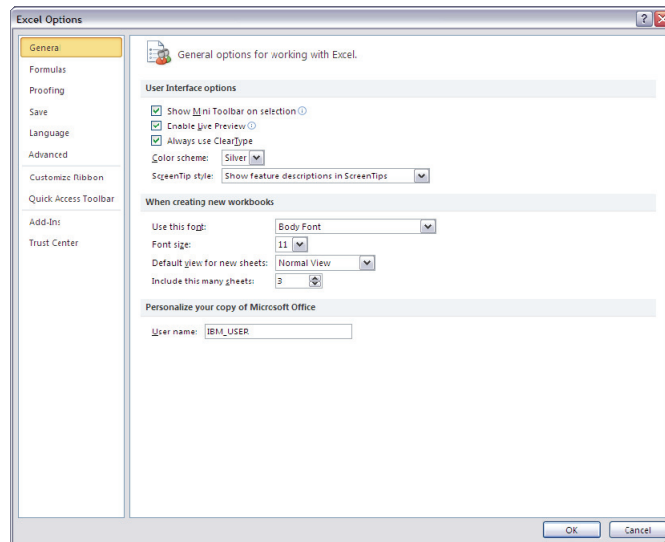 Excel Options
General
Formulas
Proofing
Save
Language
Advanced
Customize Ribbon
Quick Access Toolbar
Add-Ins
Trust Center
General options for working with Excel.
User Interface options
Show Mini Toolbar on selection
Enable Live Preview
Always use ClearType
Color scheme: Silver
ScreenTip style: Show feature descriptions in ScreenTips
When creating new workbooks
Use this font: Body Font
Font size: 11
Default view for new sheets: Normal View
Include this many sheets: 3
Personalize your copy of Microsoft Office
User name: IBM_USER
OK Cancel